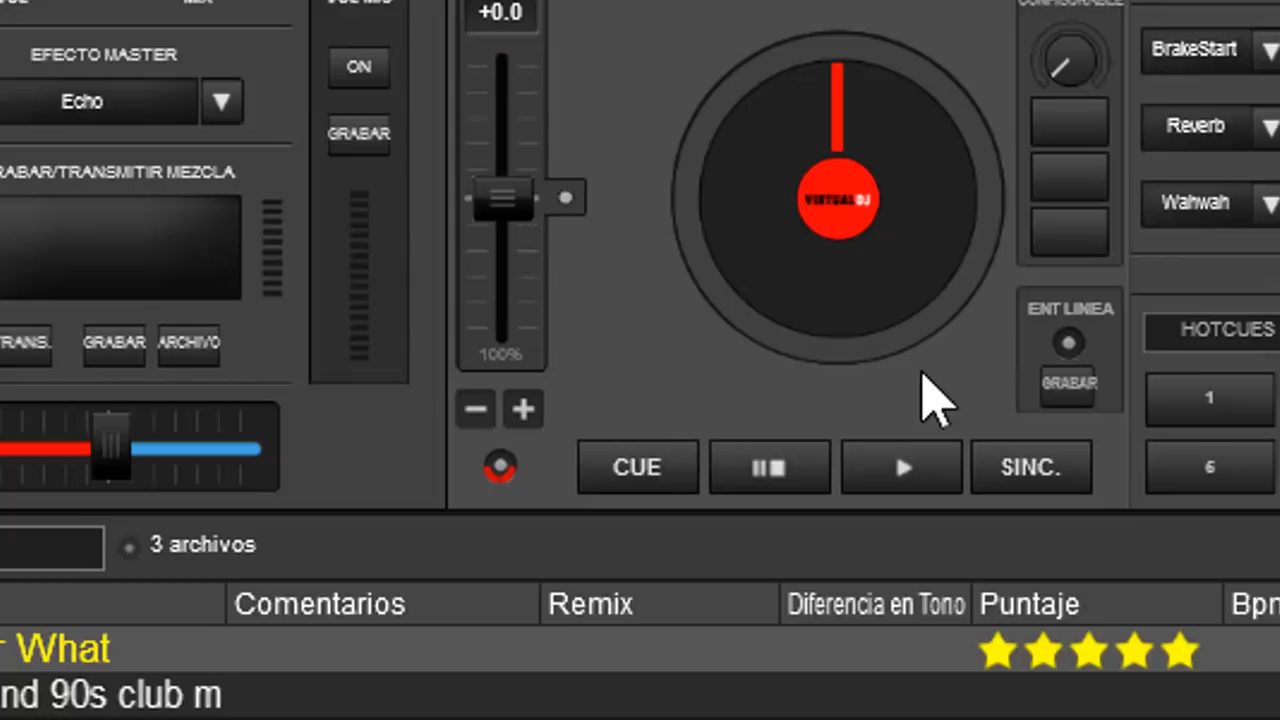 +0.0
EFECTO MASTER
Echo
ON
GRABAR
RABAR/TRANSMITIR MEZCLA
TRANS.
GRABAR
ARCHIVO
100%
VIRTUALDJ
CONFIGURABLE
BrakeStart
Reverb
Wahwah
ENT LINEA
GRABAR
HOTCUES
1
6
CUE
SINC.
3 archivos
Comentarios
Remix
Diferencia en Tono
Puntaje
Bpm
r What
nd 90s club m